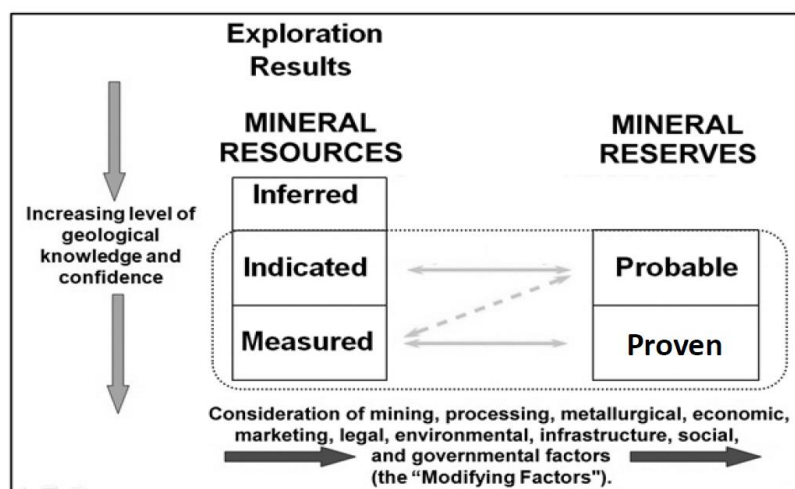 Exploration
Results
MINERAL
RESOURCES
MINERAL
RESERVES
Inferred
Increasing level of
geological
knowledge and
confidence
Indicated
Probable
Measured
Proven
Consideration of mining, processing, metallurgical, economic,
marketing, legal, environmental, infrastructure, social,
and governmental factors
(the “Modifying Factors").